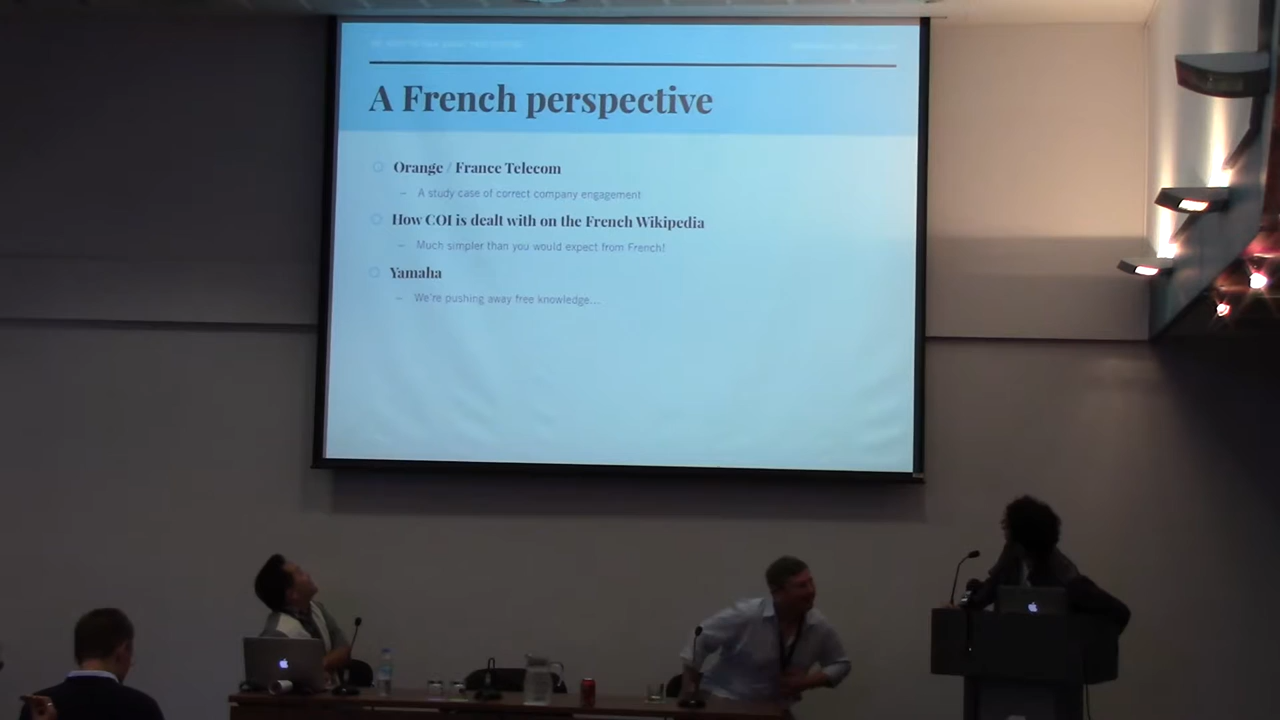 A French perspective
Orange / France Telecom
– A study case of correct company engagement
How COI is dealt with on the French Wikipedia
– Much simpler than you would expect from French!
Yamaha
– We're pushing away free knowledge...